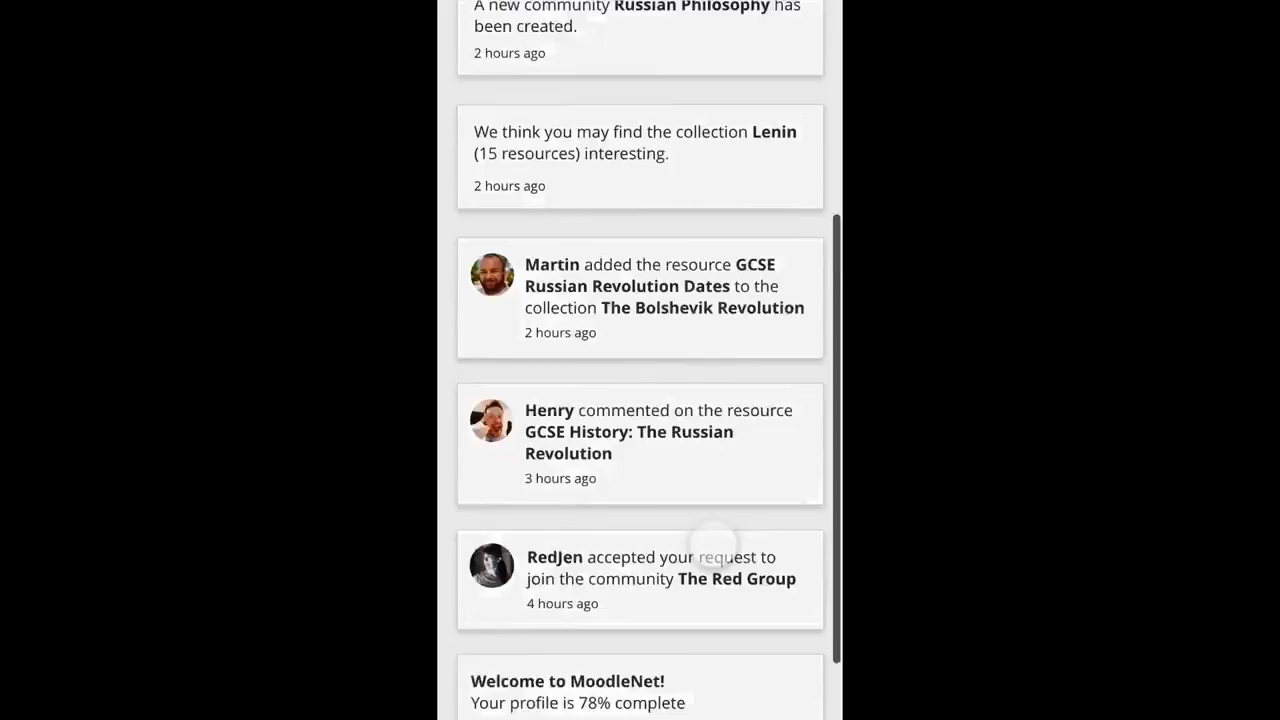 A new community Russian Philosophy has
been created.
2 hours ago
We think you may find the collection Lenin
(15 resources) interesting.
2 hours ago
Martin added the resource GCSE
Russian Revolution Dates to the
collection The Bolshevik Revolution
2 hours ago
Henry commented on the resource
GCSE History: The Russian
Revolution
3 hours ago
RedJen accepted your request to
join the community The Red Group
4 hours ago
Welcome to MoodleNet!
Your profile is 78% complete